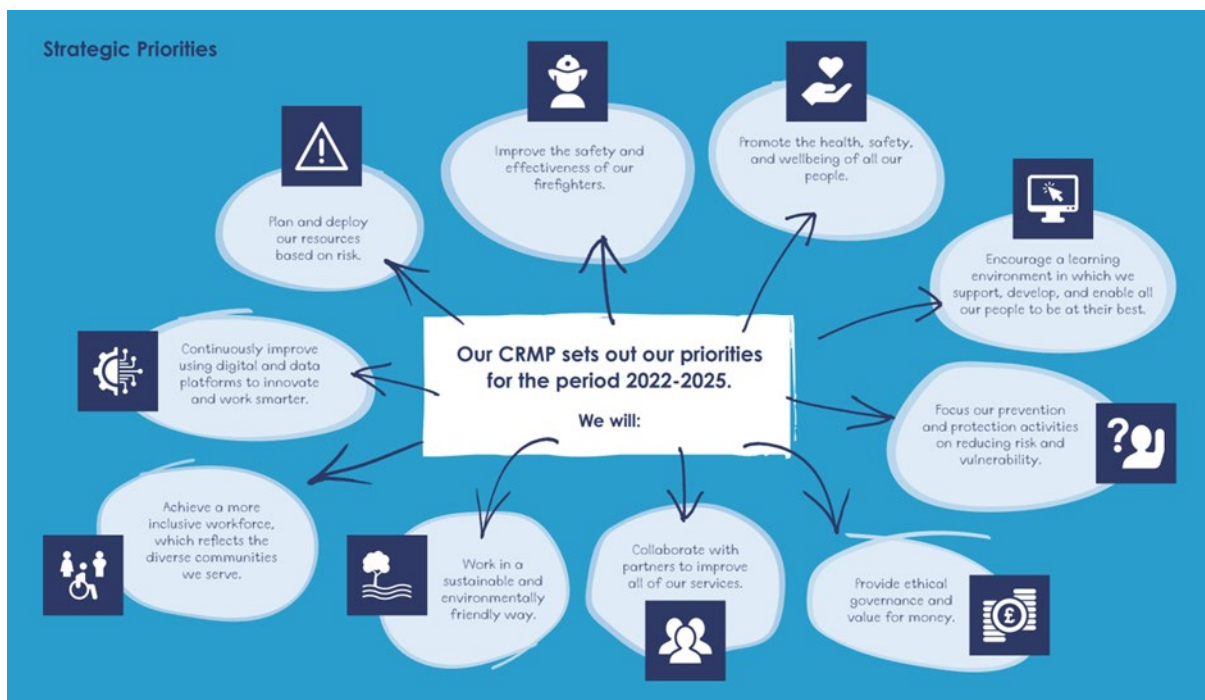 Strategic Priorities
Plan and deploy
our resources
based on risk.
Improve the safety and
effectiveness of our
firefighters.
Promote the health, safety,
and wellbeing of all our
people.
Encourage a learning
environment in which we
support, develop, and enable all
our people to be at their best.
Continuously improve
using digital and data
platforms to innovate
and work smarter.
Our CRMP sets out our priorities
for the period 2022-2025.
We will:
Focus our prevention
and protection activities
on reducing risk and
vulnerability.
?
Achieve a more
inclusive workforce,
which reflects the
diverse communities
we serve.
Work in a
sustainable and
environmentally
friendly way.
Collaborate with
partners to improve
all of our services.
Provide ethical
governance and
value for money.
£